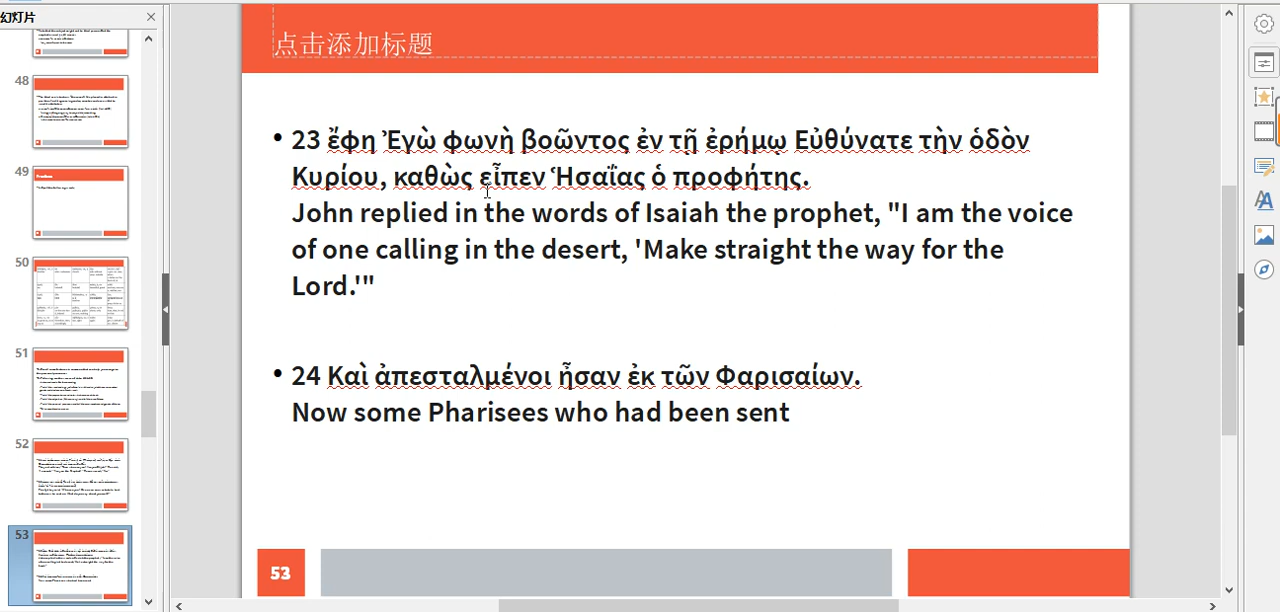 幻灯片
48
49
50
51
52
53
点击添加标题
• 23 ἔφη Ἐγὼ φωνὴ βοῶντος ἐν τῇ ἐρήμῳ Εὐθύνατε τὴν ὁδὸν
Κυρίου, καθὼς εἶπεν Ἡσαΐας ὁ προφήτης.
John replied in the words of Isaiah the prophet, "I am the voice
of one calling in the desert, 'Make straight the way for the
Lord.'"
• 24 Καὶ ἀπεσταλμένοι ἦσαν ἐκ τῶν Φαρισαίων.
Now some Pharisees who had been sent
53